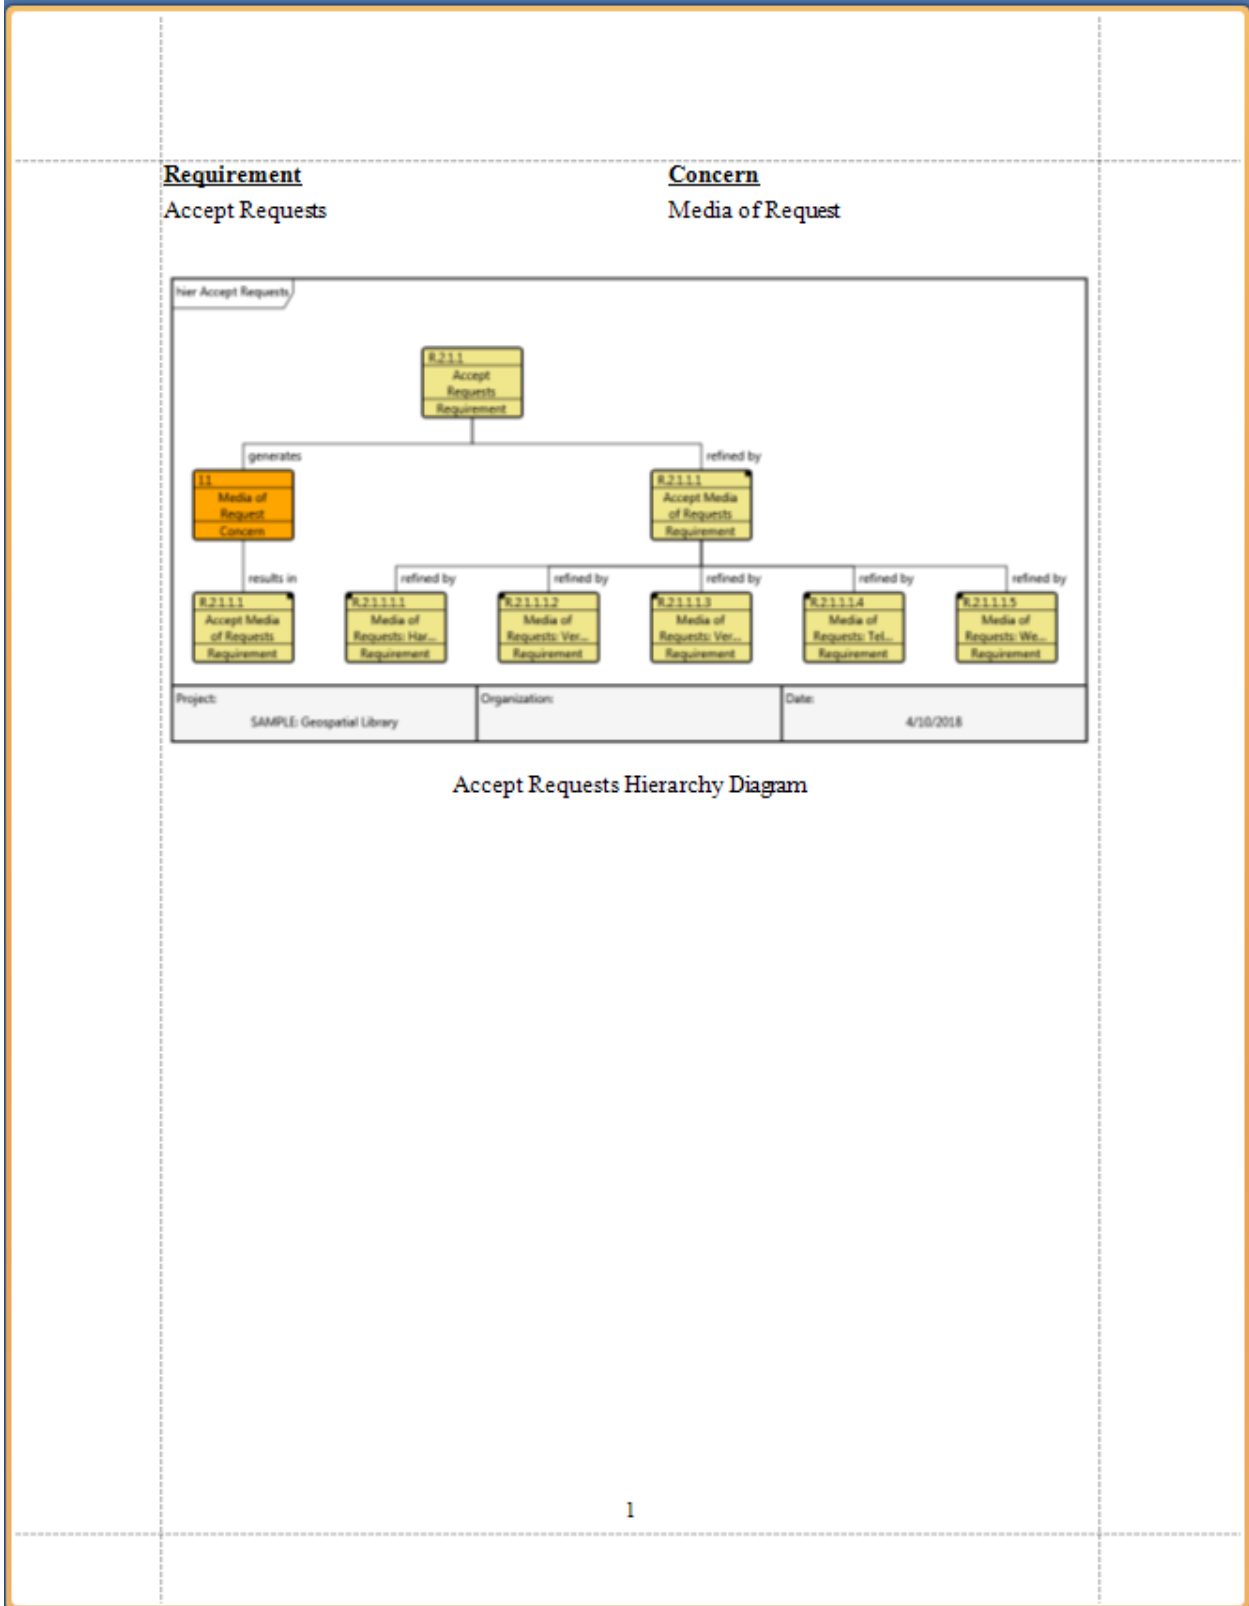 Requirement Concern
Accept Requests Media of Request
hier Accept Requests
R.2.1.1
Accept
Requests
Requirement
generates refined by
1.1 R.2.1.1.1
Media of Accept Media
Request of Requests
Concern Requirement
results in refined by refined by refined by refined by refined by
R.2.1.1.1 R.2.1.1.1.1 R.2.1.1.1.2 R.2.1.1.1.3 R.2.1.1.1.4 R.2.1.1.1.5
Accept Media Media of Media of Media of Media of Media of
of Requests Requests: Har... Requests: Ver... Requests: Ver... Requests: Tel... Requests: We...
Requirement Requirement Requirement Requirement Requirement Requirement
Project: Organization: Date:
SAMPLE: Geospatial Library 4/10/2018
Accept Requests Hierarchy Diagram
1